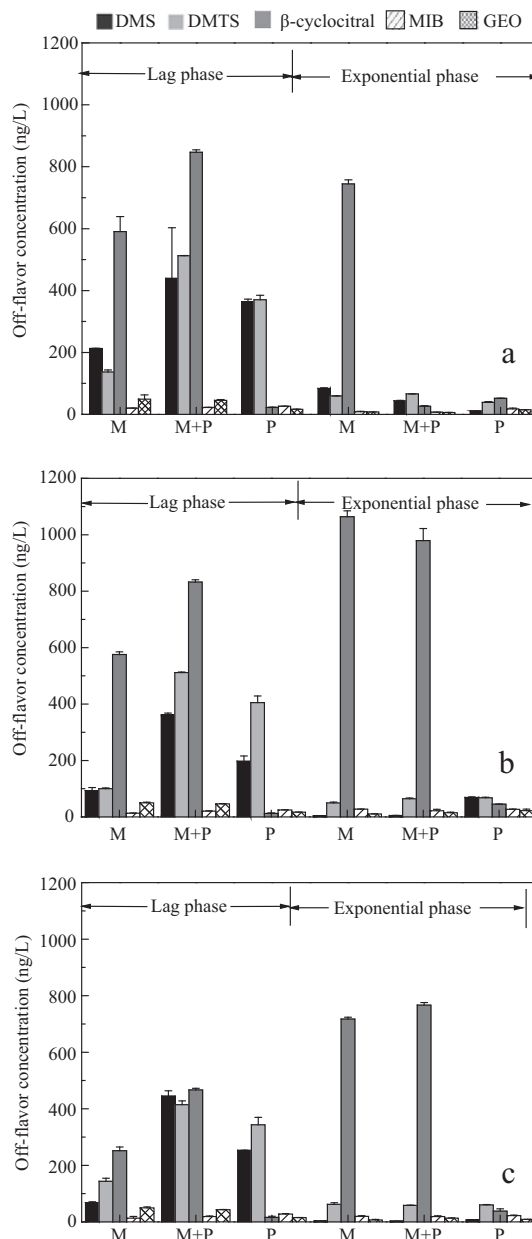 DMS DMTS β-cyclocitral MIB GEO
1200
Lag phase Exponential phase
1000
800
600
400
200
0
Off-flavor concentration (ng/L)
a
M M+P P M M+P P
1200
Lag phase Exponential phase
1000
800
600
400
200
0
Off-flavor concentration (ng/L)
b
M M+P P M M+P P
1200
Lag phase Exponential phase
1000
800
600
400
200
0
Off-flavor concentration (ng/L)
c
M M+P P M M+P P